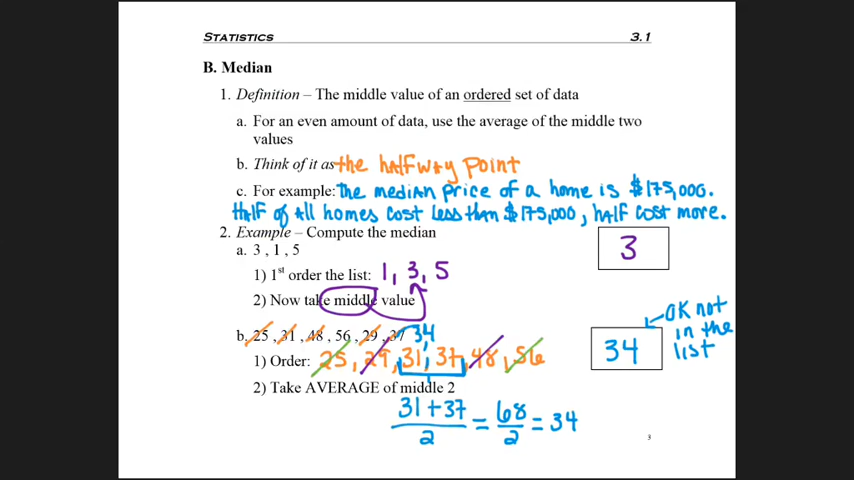 STATISTICS 3.1
B. Median
1. Definition – The middle value of an ordered set of data
a. For an even amount of data, use the average of the middle two
values
b. Think of it as the halfway point
c. For example: The median price of a home is $175,000.
Half of all homes cost less than $175,000, half cost more.
2. Example – Compute the median
a. 3 , 1 , 5
3
1) 1st order the list: 1, 3, 5
2) Now take middle value
b. 25 , 31 , 48 , 56 , 29 , 37
34
OK not
in the
list
34
1) Order: 25, 29, 31, 37, 48, 56
2) Take AVERAGE of middle 2
31+37/2 = 68/2 = 34
3